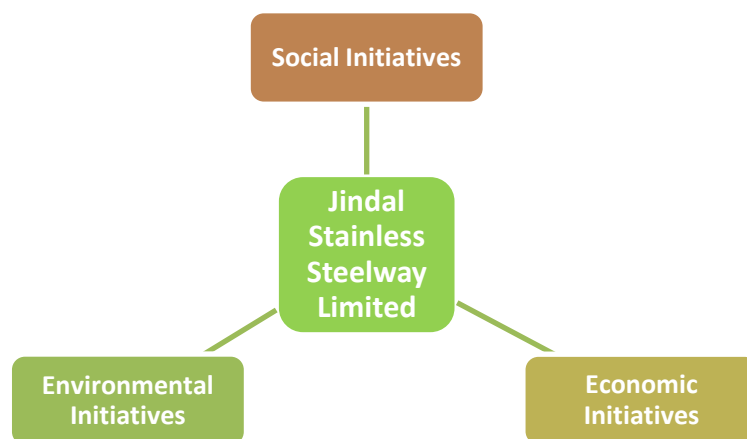 Social Initiatives
Jindal
Stainless
Steelway
Limited
Environmental
Initiatives
Economic
Initiatives